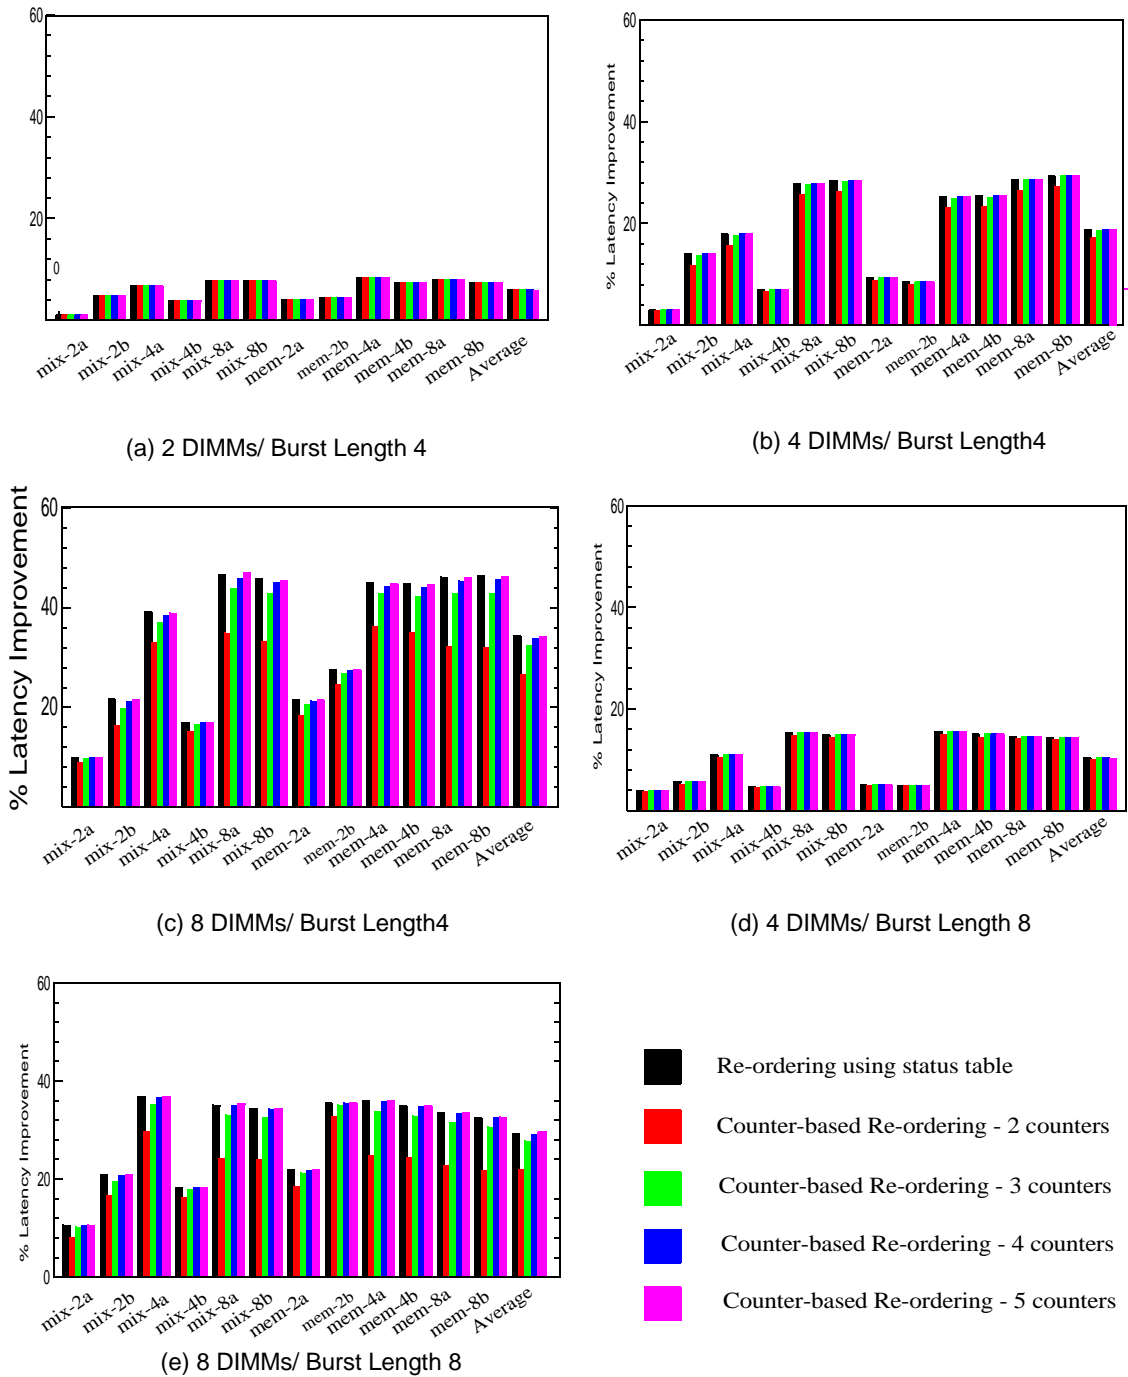 60
40
20
0
mix-2a
mix-2b
mix-4a
mix-4b
mix-8a
mix-8b
mem-2a
mem-2b
mem-4a
mem-4b
mem-8a
mem-8b
Average
(a) 2 DIMMs/ Burst Length 4
% Latency Improvement
60
40
20
0
mix-2a
mix-2b
mix-4a
mix-4b
mix-8a
mix-8b
mem-2a
mem-2b
mem-4a
mem-4b
mem-8a
mem-8b
Average
(b) 4 DIMMs/ Burst Length4
% Latency Improvement
60
40
20
mix-2a
mix-2b
mix-4a
mix-4b
mix-8a
mix-8b
mem-2a
mem-2b
mem-4a
mem-4b
mem-8a
mem-8b
Average
(c) 8 DIMMs/ Burst Length4
% Latency Improvement
60
40
20
mix-2a
mix-2b
mix-4a
mix-4b
mix-8a
mix-8b
mem-2a
mem-2b
mem-4a
mem-4b
mem-8a
mem-8b
Average
(d) 4 DIMMs/ Burst Length 8
% Latency Improvement
60
40
20
0
mix-2a
mix-2b
mix-4a
mix-4b
mix-8a
mix-8b
mem-2a
mem-2b
mem-4a
mem-4b
mem-8a
mem-8b
Average
(e) 8 DIMMs/ Burst Length 8
Re-ordering using status table
Counter-based Re-ordering - 2 counters
Counter-based Re-ordering - 3 counters
Counter-based Re-ordering - 4 counters
Counter-based Re-ordering - 5 counters